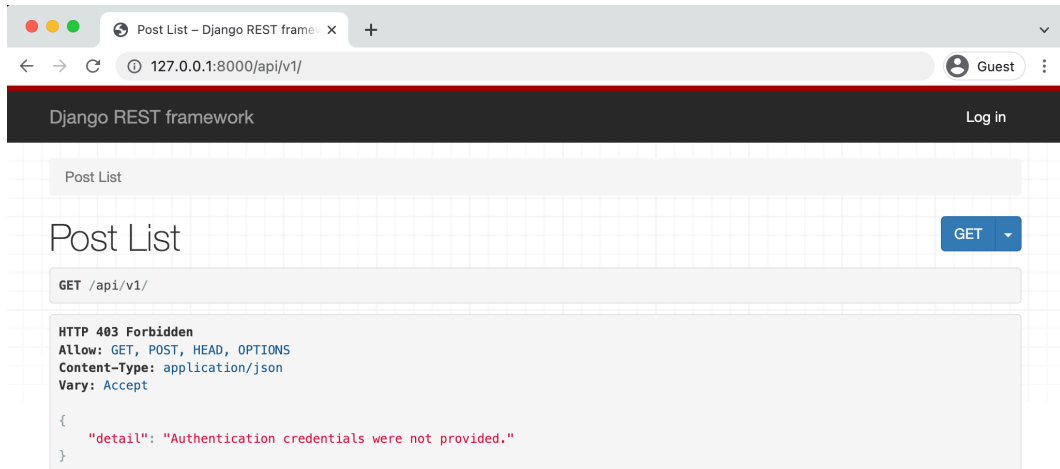 Post List – Django REST frame
127.0.0.1:8000/api/v1/
Guest
Django REST framework
Log in
Post List
Post List
GET
GET /api/v1/
HTTP 403 Forbidden
Allow: GET, POST, HEAD, OPTIONS
Content-Type: application/json
Vary: Accept
{
"detail": "Authentication credentials were not provided."
}